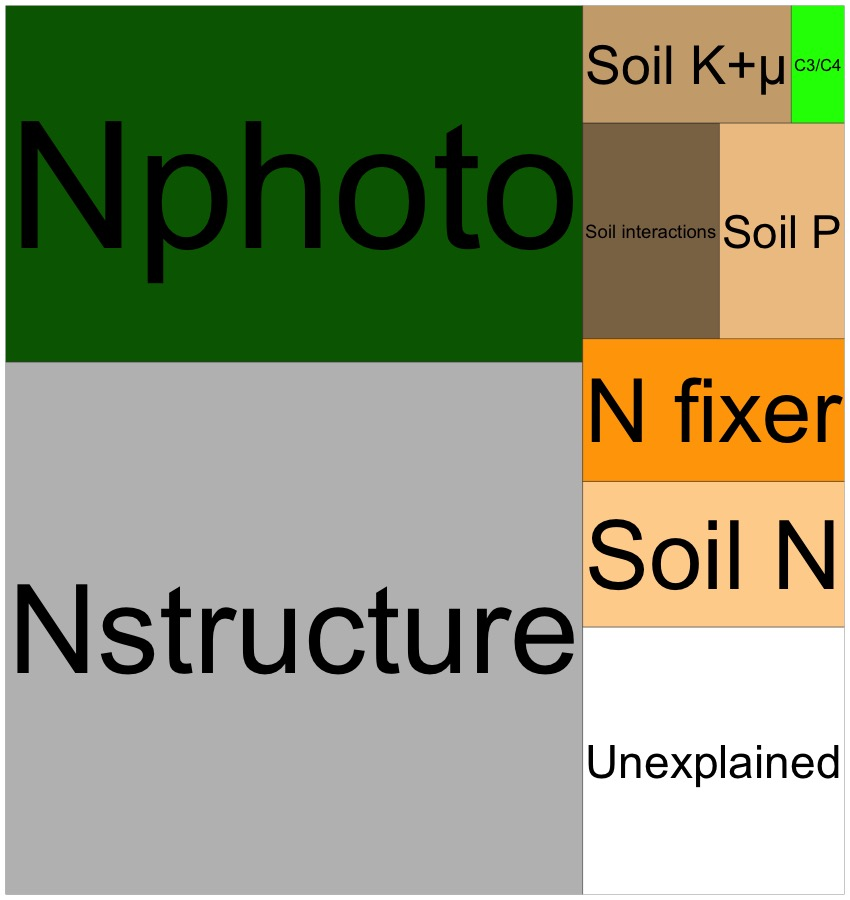 Nphoto
Nstructure
Soil K+µ
C3/C4
Soil interactions
Soil P
N fixer
Soil N
Unexplained